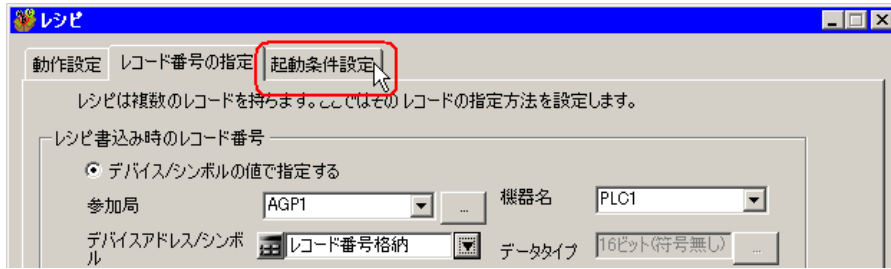 レシピ
動作設定 レコード番号の指定 起動条件設定
レシピは複数のレコードを持ちます。ここではそのレコードの指定方法を設定します。
レシピ書込み時のレコード番号
デバイス/シンボルの値で指定する
参加局 AGP1 ... 機器名 PLC1
デバイスアドレス/シンボ
ル レコード番号格納 データタイプ 16ビット(符号無し) ...